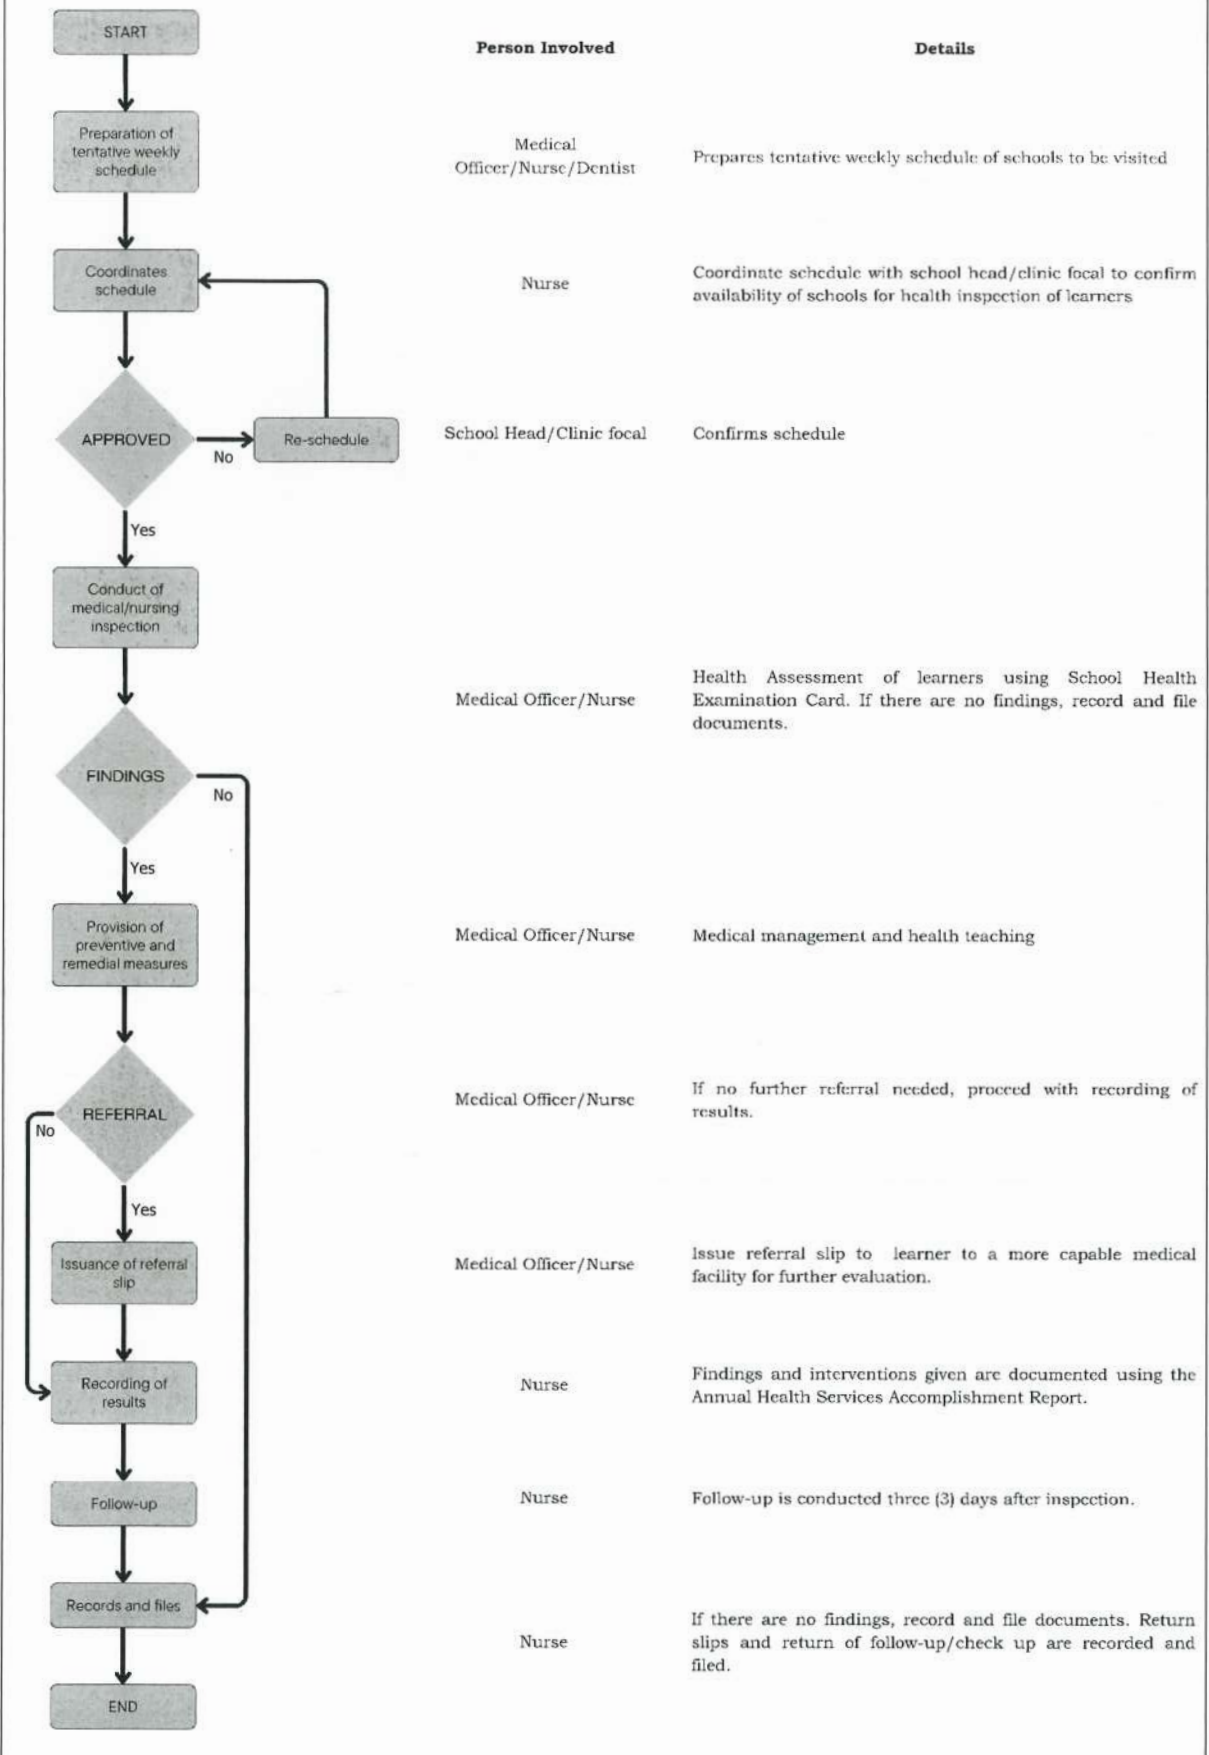 START
Person Involved
Details
Preparation of
tentative weekly
schedule
Medical
Officer/Nurse/Dentist
Prepares tentative weekly schedule of schools to be visited
Coordinates
schedule
Nurse
Coordinate schedule with school head/clinic focal to confirm
availability of schools for health inspection of learners
APPROVED
No
Re-schedule
School Head/Clinic focal
Confirms schedule
Yes
Conduct of
medical/nursing
inspection
Medical Officer/Nurse
Health Assessment of learners using School Health
Examination Card. If there are no findings, record and file
documents.
FINDINGS
No
Yes
Provision of
preventive and
remedial measures
Medical Officer/Nurse
Medical management and health teaching
REFERRAL
No
Medical Officer/Nurse
If no further referral needed, proceed with recording of
results.
Yes
Issuance of referral
slip
Medical Officer/Nurse
Issue referral slip to learner to a more capable medical
facility for further evaluation.
Recording of
results
Nurse
Findings and interventions given are documented using the
Annual Health Services Accomplishment Report.
Follow-up
Nurse
Follow-up is conducted three (3) days after inspection.
Records and files
Nurse
If there are no findings, record and file documents. Return
slips and return of follow-up/check up are recorded and
filed.
END